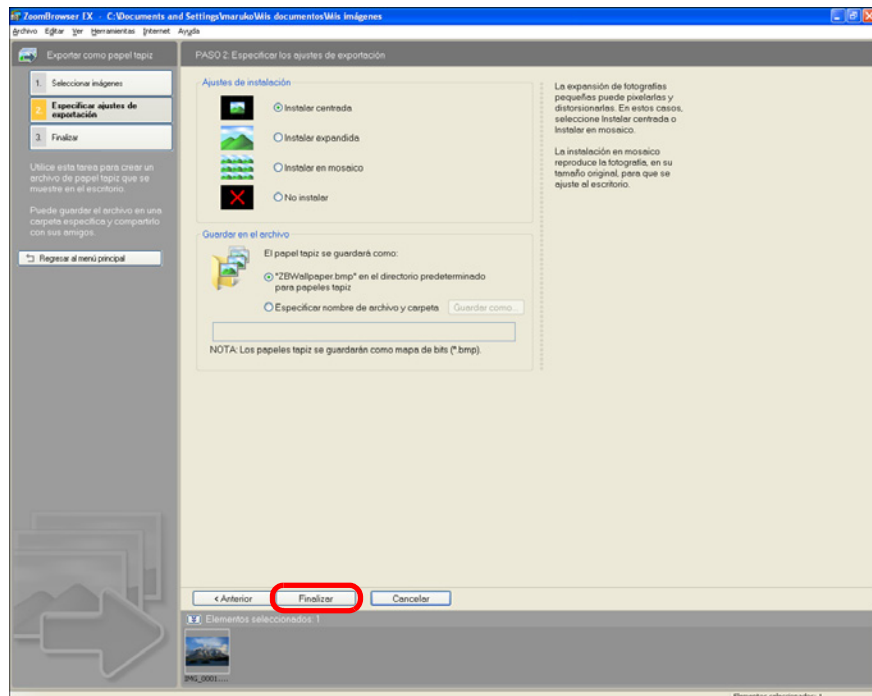 ZoomBrowser EX - C:\Documents and Settings\maruko\Mis documentos\Mis imágenes
Archivo Editar Ver Herramientas Internet Ayuda
Exportar como papel tapiz
PASO 2: Especificar los ajustes de exportación
1. Seleccionar imágenes
2. Especificar ajustes de
exportación
3. Finalizar
Utilice esta tarea para crear un
archivo de papel tapiz que se
muestre en el escritorio.
Puede guardar el archivo en una
carpeta específica y compartirlo
con sus amigos.
Regresar al menú principal
Ajustes de instalación
Instalar centrada
Instalar expandida
Instalar en mosaico
No instalar
Guardar en el archivo
El papel tapiz se guardará como:
"ZBWallpaper.bmp" en el directorio predeterminado
para papeles tapiz
Especificar nombre de archivo y carpeta
Guardar como...
NOTA: Los papeles tapiz se guardarán como mapa de bits (*.bmp).
La expansión de fotografías
pequeñas puede pixelarlas y
distorsionarlas. En estos casos,
seleccione Instalar centrada o
Instalar en mosaico.
La instalación en mosaico
reproduce la fotografía, en su
tamaño original, para que se
ajuste al escritorio.
< Anterior
Finalizar
Cancelar
Elementos seleccionados: 1
IMG_0001....
Elementos seleccionados: 1